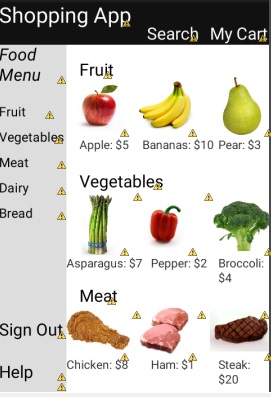 Shopping App
Search My Cart
Food
Menu
Fruit
Vegetables
Meat
Dairy
Bread
Sign Out
Help
Fruit
Apple: $5 Bananas: $10 Pear: $3
Vegetables
Asparagus: $7 Pepper: $2 Broccoli:
$4
Meat
Chicken: $8 Ham: $1 Steak:
$20